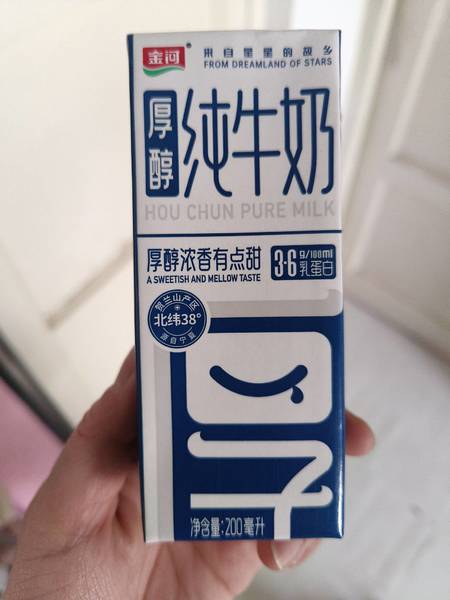 金河
来自星星的故乡
FROM DREAMLAND OF STARS
厚醇
纯牛奶
HOU CHUN PURE MILK
厚醇浓香有点甜
A SWEETISH AND MELLOW TASTE
3.6g/100ml
乳蛋白
贺兰山产区
北纬38°
源自宁夏
净含量:200毫升